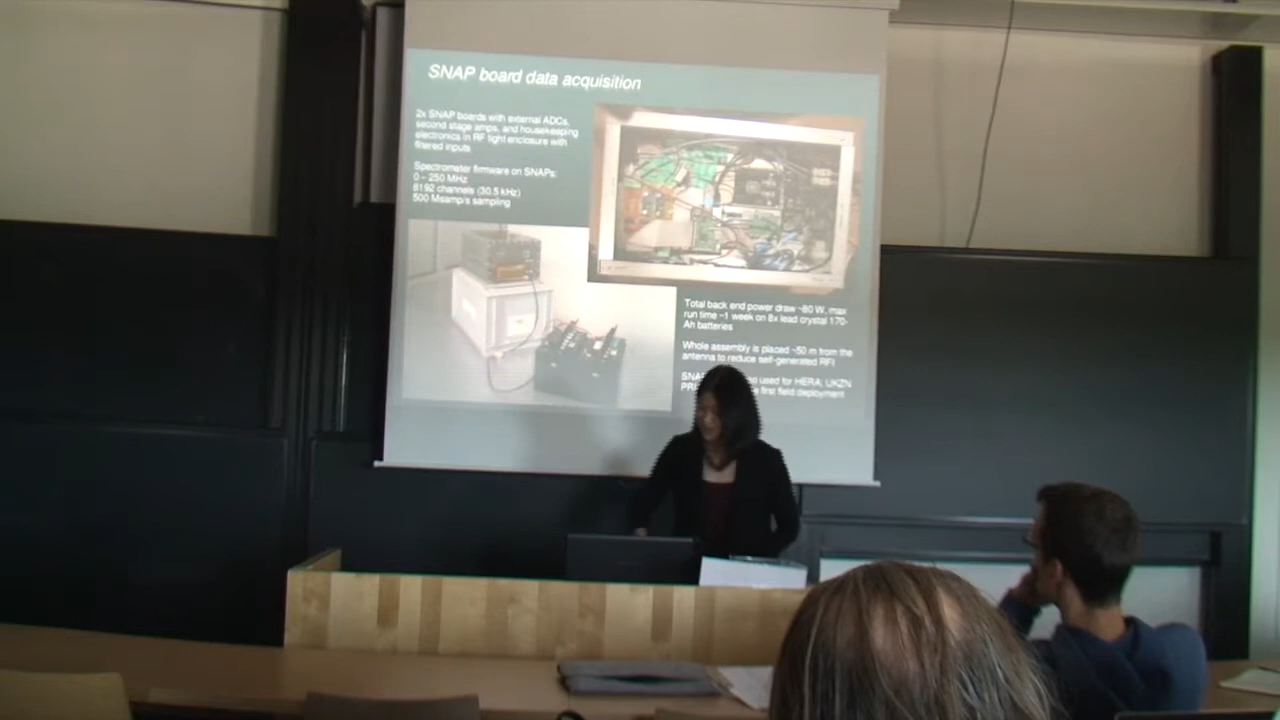 SNAP board data acquisition
2x SNAP boards with external ADCs,
second stage amps, and housekeeping
electronics in RF tight enclosure with
filtered inputs
Spectrometer firmware on SNAPs:
0 – 250 MHz
8192 channels (30.5 kHz)
500 Msamp/s sampling
Total back end power draw ~80 W, max
run time ~1 week on 8x lead crystal 170-
Ah batteries
Whole assembly is placed ~50 m from the
antenna to reduce self-generated RFI
used for HERA; UKZN
first field deployment